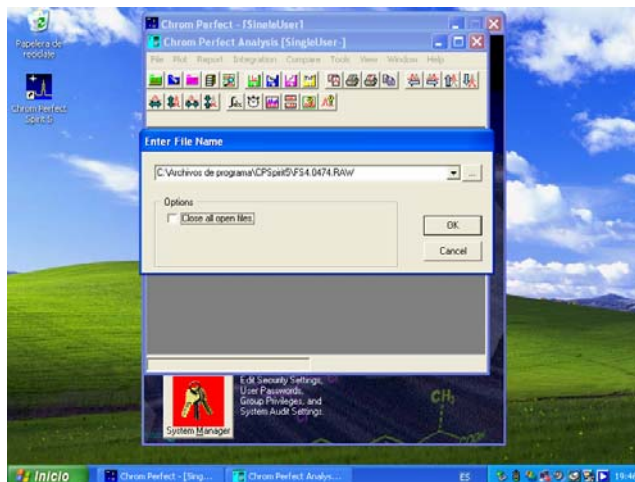 Papelera de
reciclaje
Chrom Perfect
Spirit 5
Chrom Perfect - [SingleUser]
Chrom Perfect Analysis [SingleUser-]
File Plot Report Integration Compare Tools View Window Help
Enter File Name
C:\Archivos de programa\CPSpirit5\FS4.0474.RAW
...
Options
Close all open files
OK
Cancel
Edit Security Settings,
User Passwords,
Group Privileges, and
System Audit Settings.
System Manager
CH3
Inicio
Chrom Perfect - [Sing...
Chrom Perfect Analys...
ES
19:46